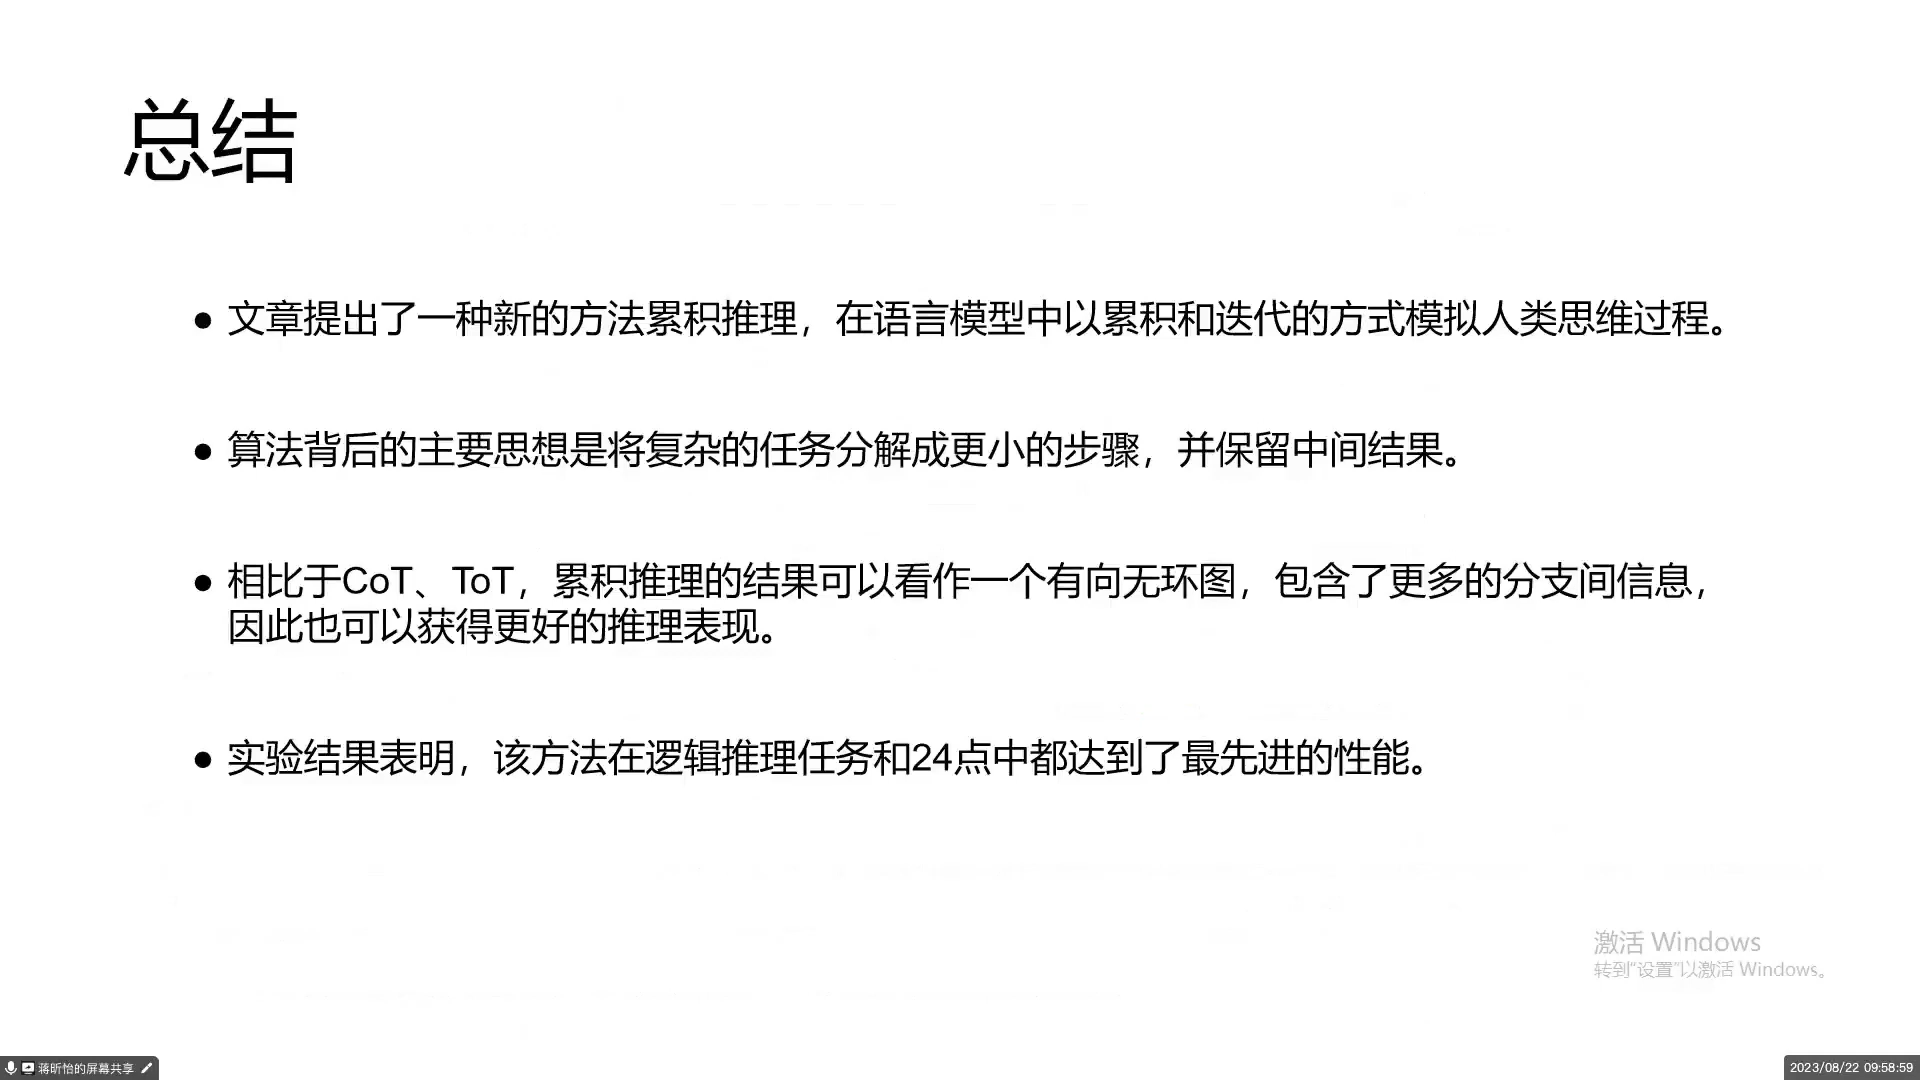 总结
● 文章提出了一种新的方法累积推理，在语言模型中以累积和迭代的方式模拟人类思维过程。
● 算法背后的主要思想是将复杂的任务分解成更小的步骤，并保留中间结果。
● 相比于CoT、ToT，累积推理的结果可以看作一个有向无环图，包含了更多的分支间信息，
因此也可以获得更好的推理表现。
● 实验结果表明，该方法在逻辑推理任务和24点中都达到了最先进的性能。
激活 Windows
转到“设置”以激活 Windows。
蒋昕怡的屏幕共享
2023/08/22 09:58:59